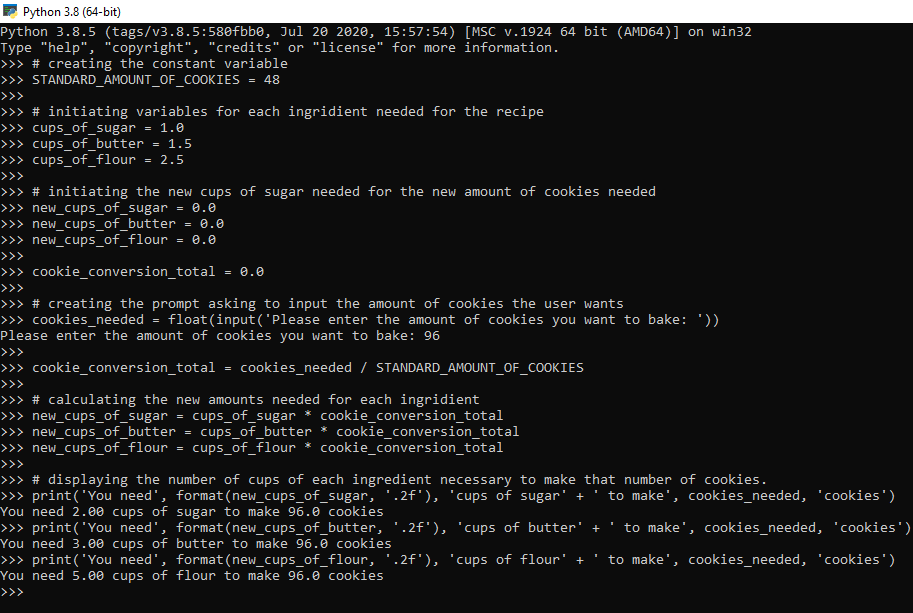 Python 3.8 (64-bit)
Python 3.8.5 (tags/v3.8.5:580fbb0, Jul 20 2020, 15:57:54) [MSC v.1924 64 bit (AMD64)] on win32
Type "help", "copyright", "credits" or "license" for more information.
>>> # creating the constant variable
>>> STANDARD_AMOUNT_OF_COOKIES = 48
>>>
>>> # initiating variables for each ingridient needed for the recipe
>>> cups_of_sugar = 1.0
>>> cups_of_butter = 1.5
>>> cups_of_flour = 2.5
>>>
>>> # initiating the new cups of sugar needed for the new amount of cookies needed
>>> new_cups_of_sugar = 0.0
>>> new_cups_of_butter = 0.0
>>> new_cups_of_flour = 0.0
>>>
>>> cookie_conversion_total = 0.0
>>>
>>> # creating the prompt asking to input the amount of cookies the user wants
>>> cookies_needed = float(input('Please enter the amount of cookies you want to bake: '))
Please enter the amount of cookies you want to bake: 96
>>>
>>> cookie_conversion_total = cookies_needed / STANDARD_AMOUNT_OF_COOKIES
>>>
>>> # calculating the new amounts needed for each ingridient
>>> new_cups_of_sugar = cups_of_sugar * cookie_conversion_total
>>> new_cups_of_butter = cups_of_butter * cookie_conversion_total
>>> new_cups_of_flour = cups_of_flour * cookie_conversion_total
>>>
>>> # displaying the number of cups of each ingredient necessary to make that number of cookies.
>>> print('You need', format(new_cups_of_sugar, '.2f'), 'cups of sugar' + ' to make', cookies_needed, 'cookies')
You need 2.00 cups of sugar to make 96.0 cookies
>>> print('You need', format(new_cups_of_butter, '.2f'), 'cups of butter' + ' to make', cookies_needed, 'cookies')
You need 3.00 cups of butter to make 96.0 cookies
>>> print('You need', format(new_cups_of_flour, '.2f'), 'cups of flour' + ' to make', cookies_needed, 'cookies')
You need 5.00 cups of flour to make 96.0 cookies
>>>